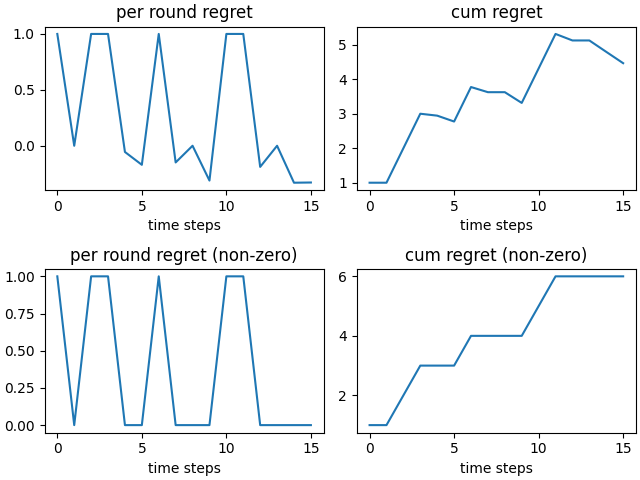 per round regret
1.0
0.5
0.0
0 5 10 15
time steps
cum regret
5
4
3
2
1
0 5 10 15
time steps
per round regret (non-zero)
1.00
0.75
0.50
0.25
0.00
0 5 10 15
time steps
cum regret (non-zero)
6
4
2
0 5 10 15
time steps